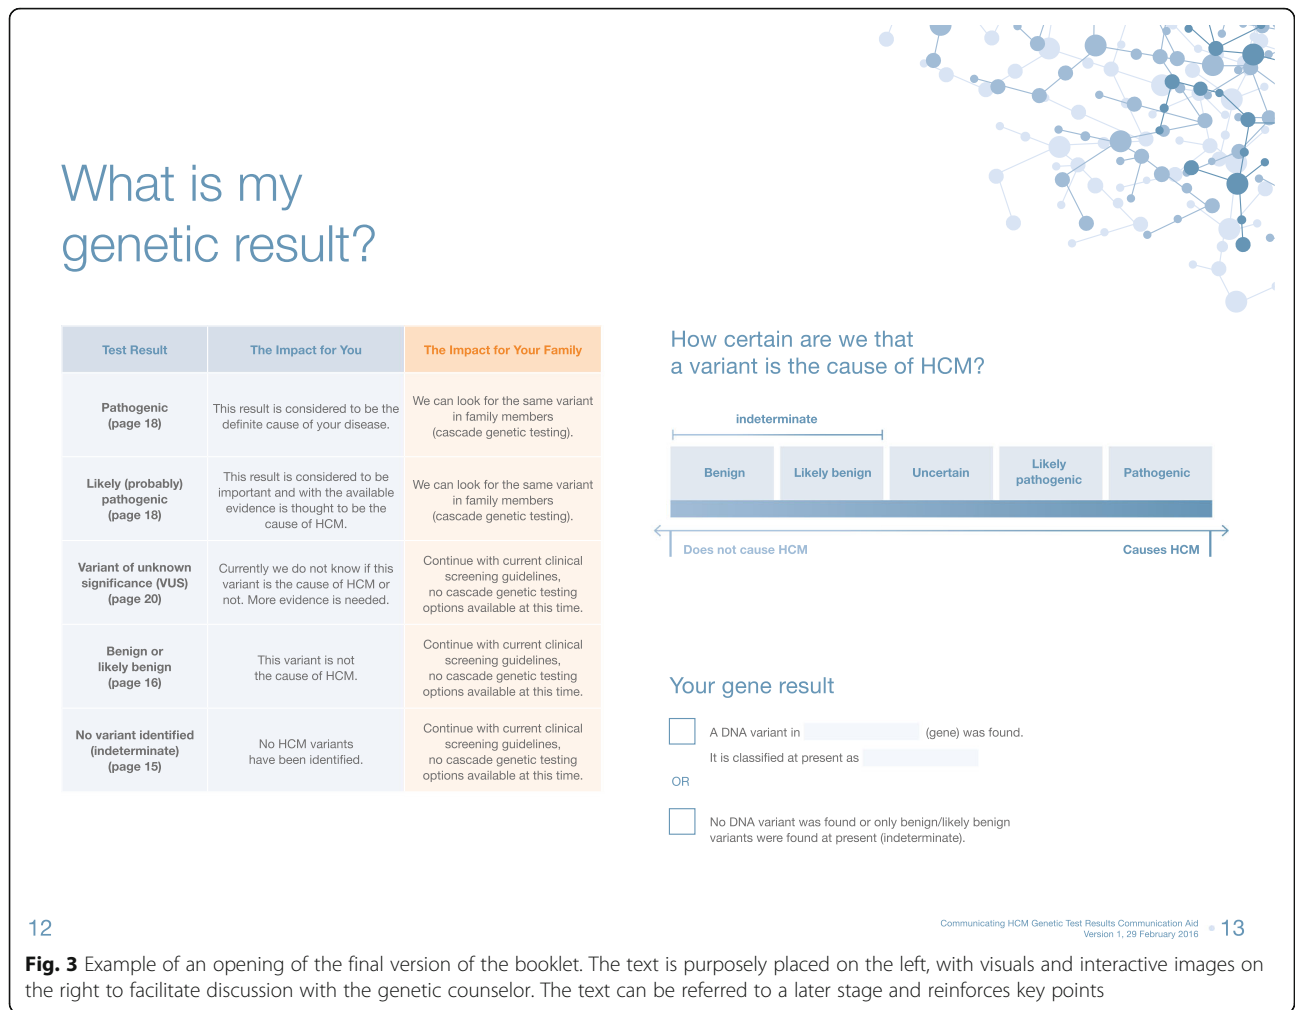 What is my
genetic result?
Test Result
The Impact for You
The Impact for Your Family
Pathogenic
(page 18)
This result is considered to be the
definite cause of your disease.
We can look for the same variant
in family members
(cascade genetic testing).
Likely (probably)
pathogenic
(page 18)
This result is considered to be
important and with the available
evidence is thought to be the
cause of HCM.
We can look for the same variant
in family members
(cascade genetic testing).
Variant of unknown
significance (VUS)
(page 20)
Currently we do not know if this
variant is the cause of HCM or
not. More evidence is needed.
Continue with current clinical
screening guidelines,
no cascade genetic testing
options available at this time.
Benign or
likely benign
(page 16)
This variant is not
the cause of HCM.
Continue with current clinical
screening guidelines,
no cascade genetic testing
options available at this time.
No variant identified
(indeterminate)
(page 15)
No HCM variants
have been identified.
Continue with current clinical
screening guidelines,
no cascade genetic testing
options available at this time.
12
How certain are we that
a variant is the cause of HCM?
indeterminate
Benign
Likely benign
Uncertain
Likely
pathogenic
Pathogenic
Does not cause HCM
Causes HCM
Your gene result
A DNA variant in (gene) was found.
It is classified at present as
OR
No DNA variant was found or only benign/likely benign
variants were found at present (indeterminate).
Communicating HCM Genetic Test Results Communication Aid
Version 1, 29 February 2016
13
Fig. 3 Example of an opening of the final version of the booklet. The text is purposely placed on the left, with visuals and interactive images on
the right to facilitate discussion with the genetic counselor. The text can be referred to a later stage and reinforces key points